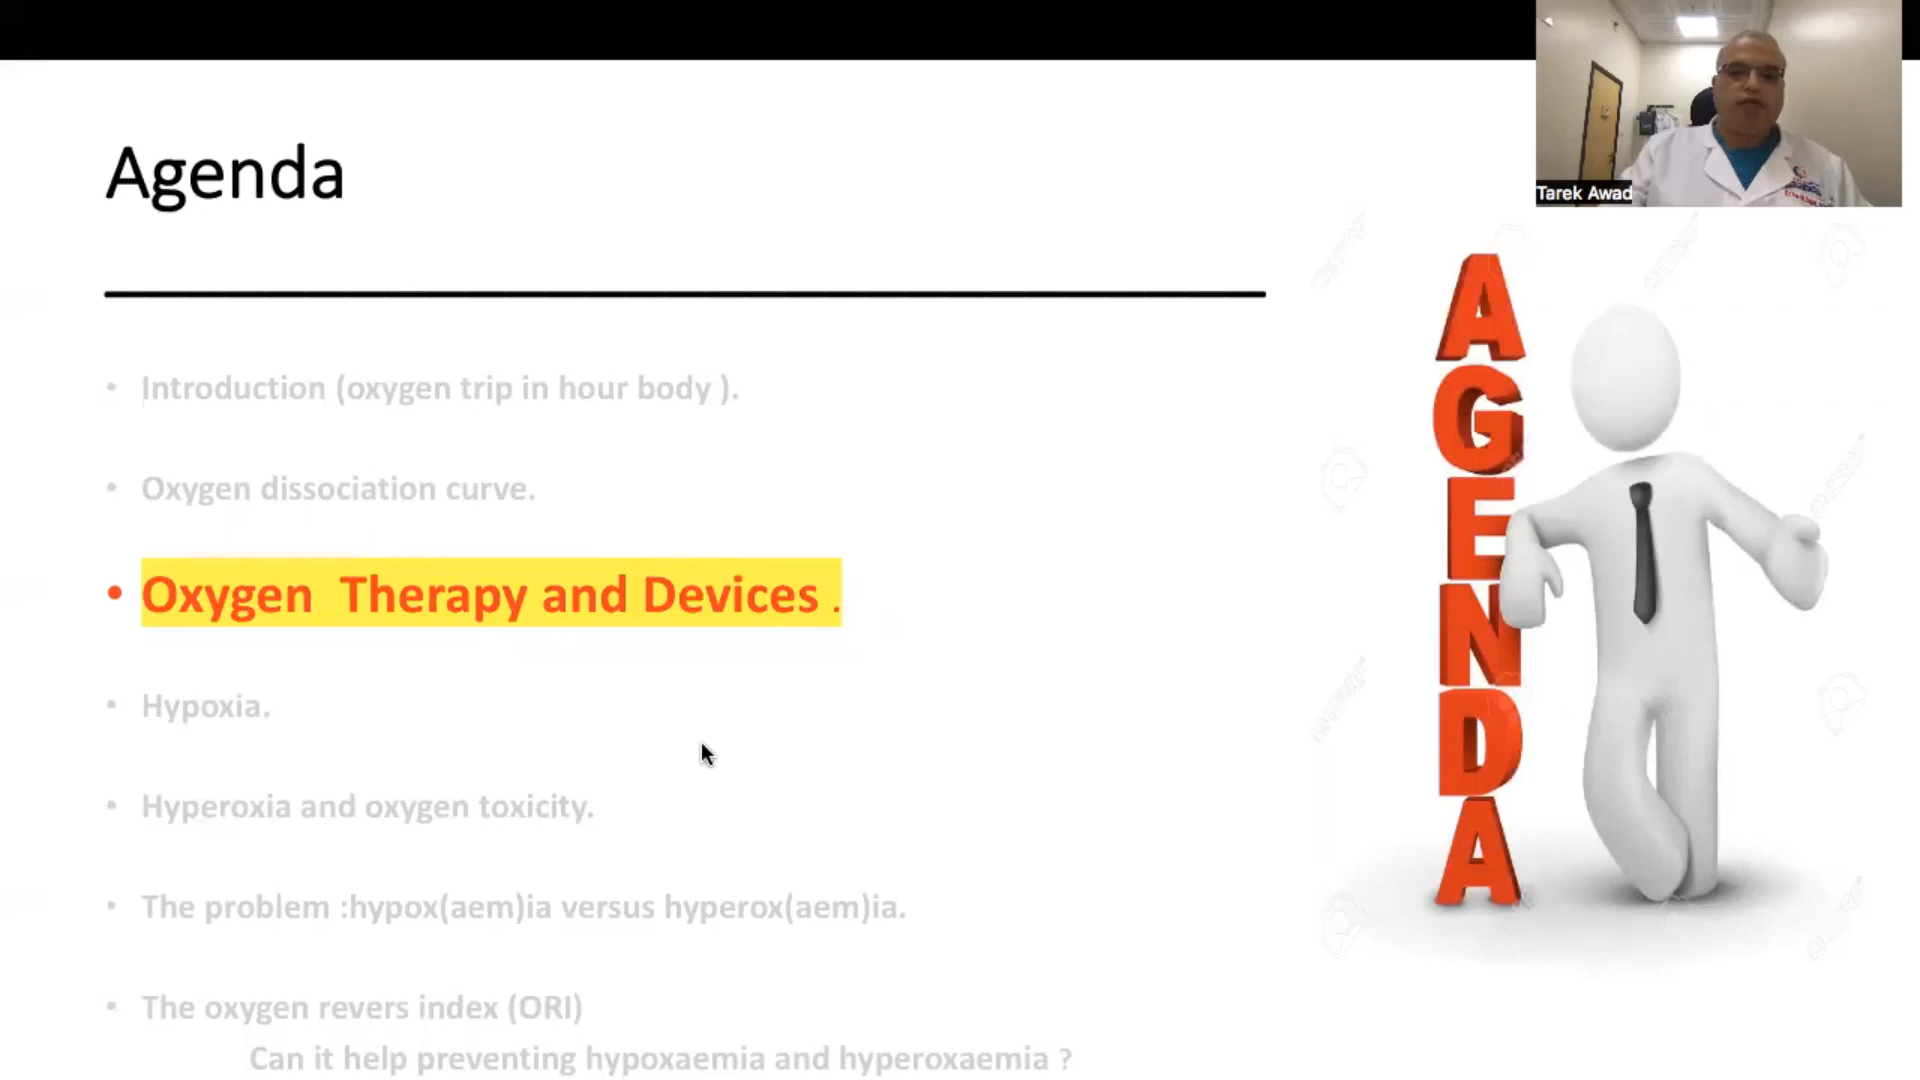 Tarek Awad
Agenda
• Introduction (oxygen trip in hour body ).
• Oxygen dissociation curve.
• Oxygen  Therapy and Devices .
• Hypoxia.
• Hyperoxia and oxygen toxicity.
• The problem :hypox(aem)ia versus hyperox(aem)ia.
• The oxygen revers index (ORI)
Can it help preventing hypoxaemia and hyperoxaemia ?
A
G
E
N
D
A